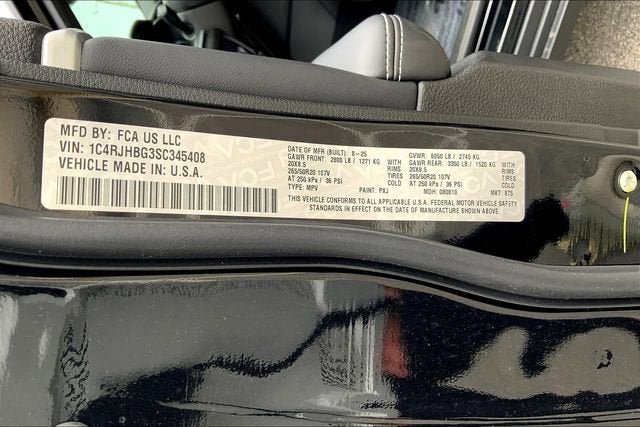 MFD BY: FCA US LLC
VIN: 1C4RJHBG3SC345408
VEHICLE MADE IN: U.S.A.
DATE OF MFR (BUILT): 8-25
GAWR FRONT: 2800 LB / 1271 KG WITH
20X8.5 RIMS
265/50R20 107V TIRES
AT 250 kPa / 36 PSI COLD
TYPE: MPV PAINT: PXJ
GVWR: 6050 LB / 2745 KG
GAWR REAR: 3350 LB / 1520 KG WITH
20X8.5 RIMS
265/50R20 107V TIRES
AT 250 kPa / 36 PSI COLD
MDH: 080810 MKT: 875
THIS VEHICLE CONFORMS TO ALL APPLICABLE U.S.A. FEDERAL MOTOR VEHICLE SAFETY
STANDARDS IN EFFECT ON THE DATE OF MANUFACTURE SHOWN ABOVE.